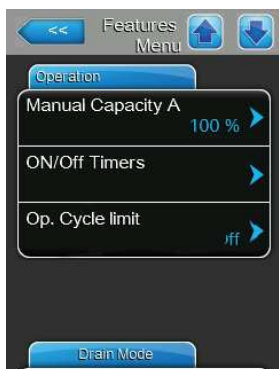 <<
Features
Menu
Operation
Manual Capacity A
100 %
ON/Off Timers
Op. Cycle limit
Drain Mode